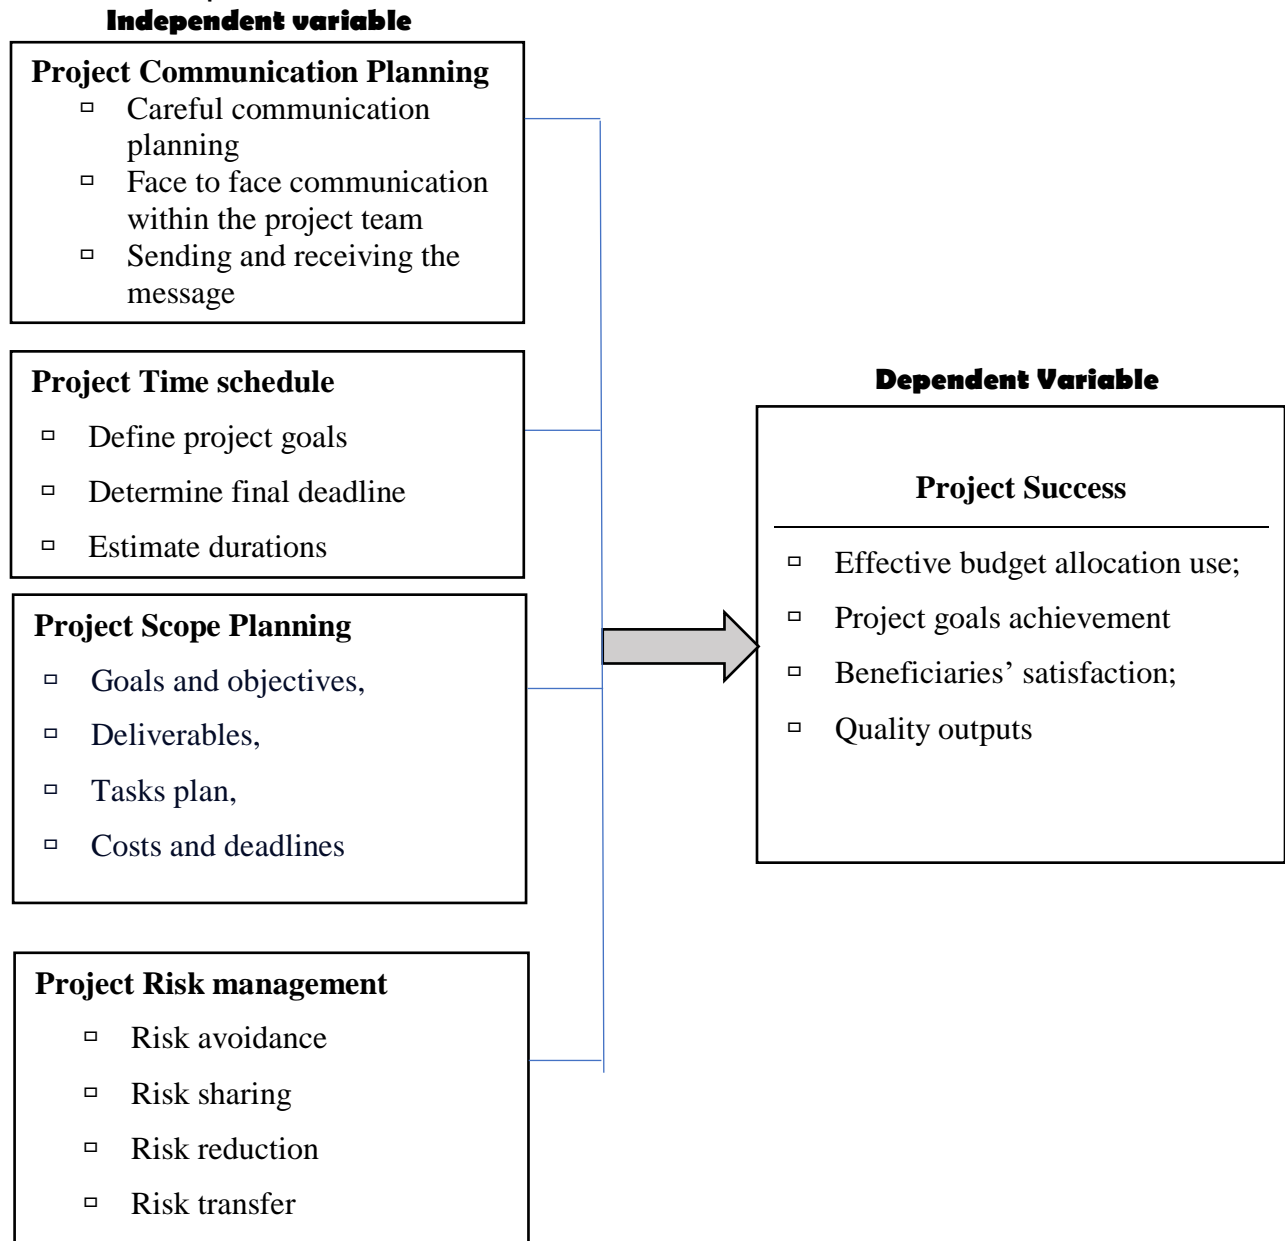 Independent variable
Project Communication Planning
Careful communication
planning
Face to face communication
within the project team
Sending and receiving the
message
Project Time schedule
Define project goals
Determine final deadline
Estimate durations
Project Scope Planning
Goals and objectives,
Deliverables,
Tasks plan,
Costs and deadlines
Project Risk management
Risk avoidance
Risk sharing
Risk reduction
Risk transfer
Dependent Variable
Project Success
Effective budget allocation use;
Project goals achievement
Beneficiaries’ satisfaction;
Quality outputs